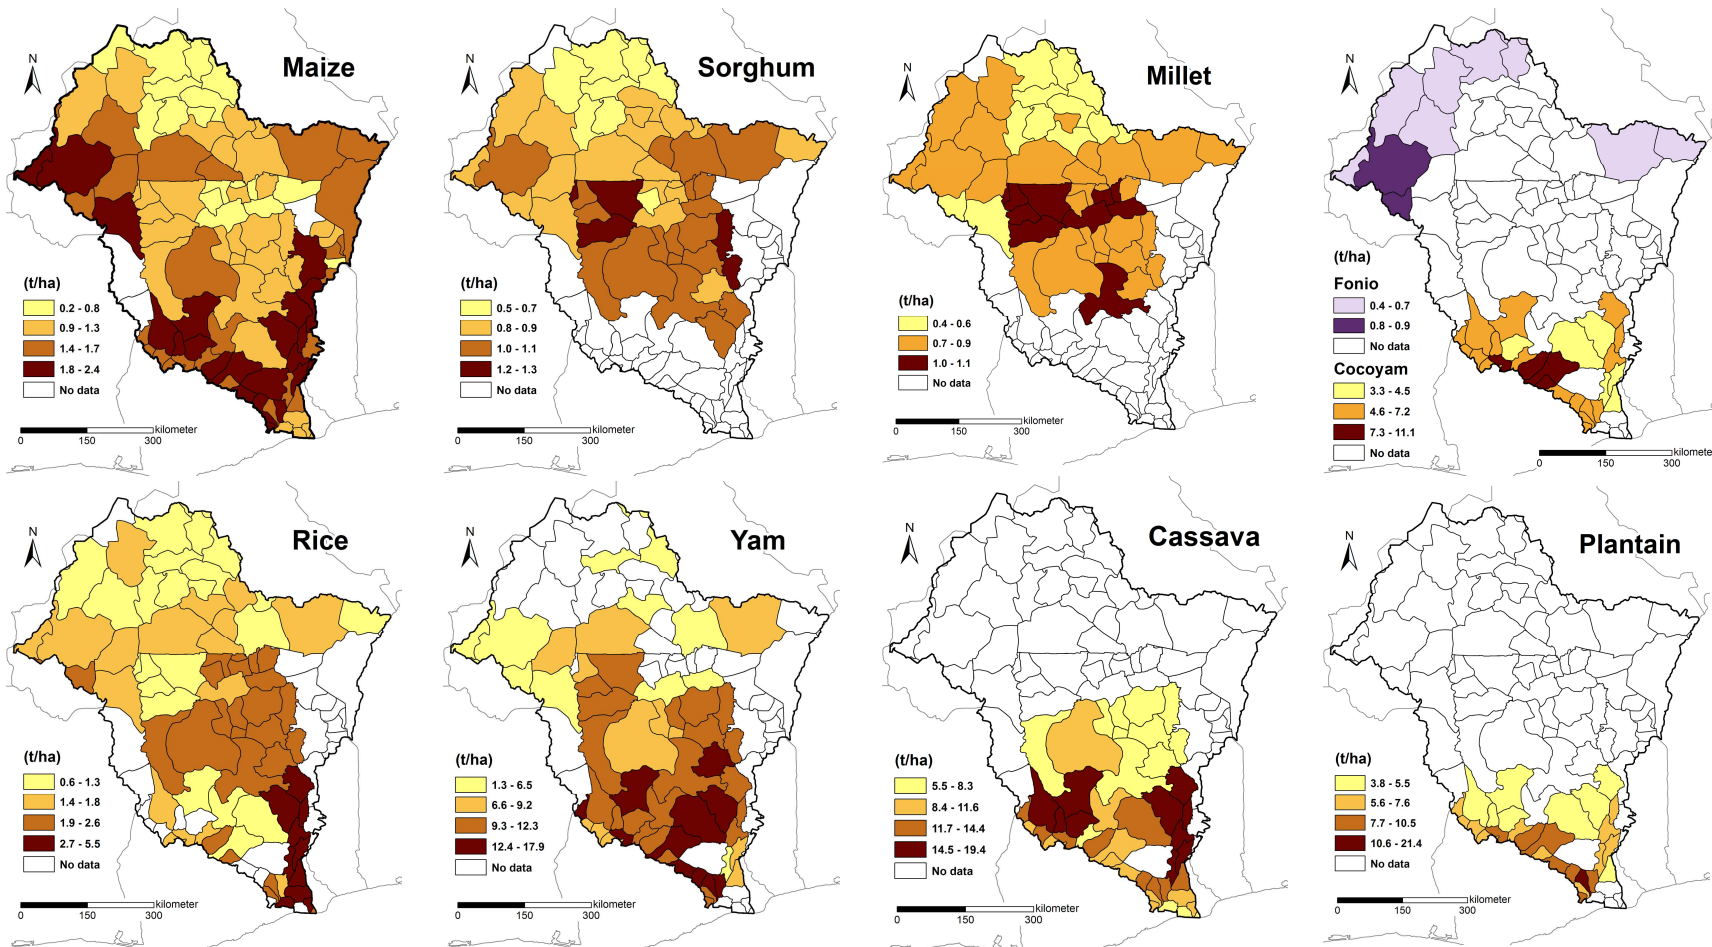 N
Maize
(t/ha)
0.2 - 0.8
0.9 - 1.3
1.4 - 1.7
1.8 - 2.4
No data
kilometer
0 150 300
N
Sorghum
(t/ha)
0.5 - 0.7
0.8 - 0.9
1.0 - 1.1
1.2 - 1.3
No data
kilometer
0 150 300
N
Millet
(t/ha)
0.4 - 0.6
0.7 - 0.9
1.0 - 1.1
No data
kilometer
0 150 300
N
(t/ha)
Fonio
0.4 - 0.7
0.8 - 0.9
No data
Cocoyam
3.3 - 4.5
4.6 - 7.2
7.3 - 11.1
No data
kilomete
0 150 300
N
Rice
(t/ha)
0.6 - 1.3
1.4 - 1.8
1.9 - 2.6
2.7 - 5.5
No data
kilometer
0 150 300
N
Yam
(t/ha)
1.3 - 6.5
6.6 - 9.2
9.3 - 12.3
12.4 - 17.9
No data
kilometer
0 150 300
N
Cassava
(t/ha)
5.5 - 8.3
8.4 - 11.6
11.7 - 14.4
14.5 - 19.4
No data
kilometer
0 150 300
N
Plantain
(t/ha)
3.8 - 5.5
5.6 - 7.6
7.7 - 10.5
10.6 - 21.4
No data
kilometer
0 150 300